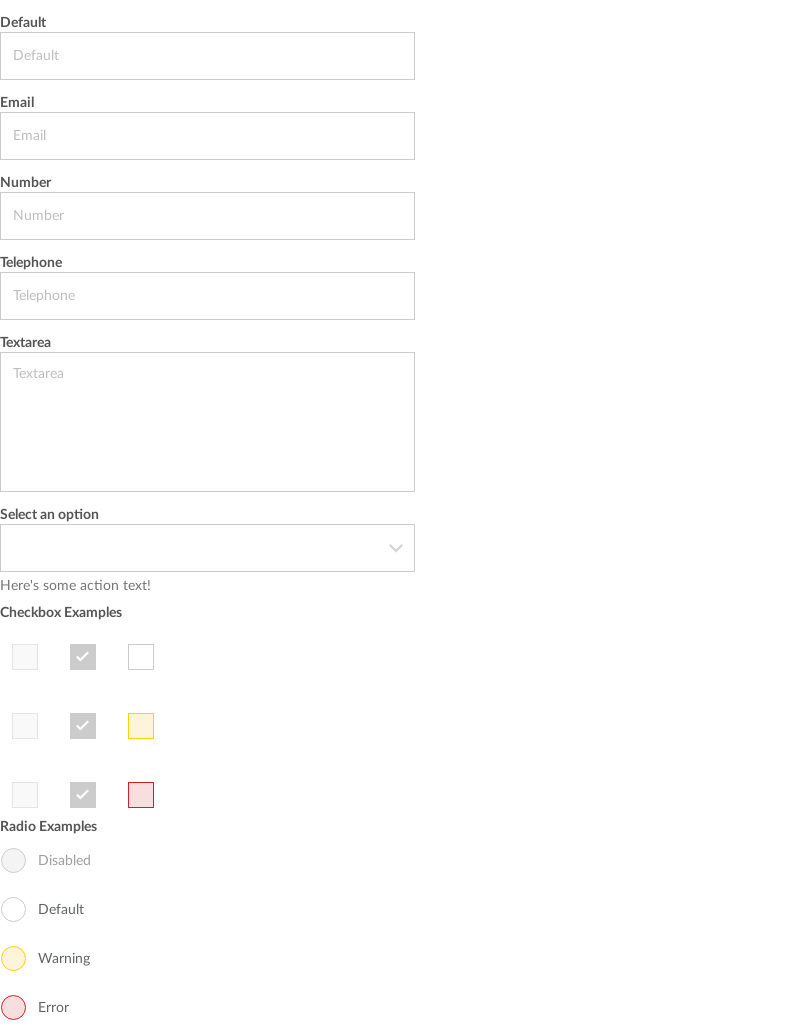 Default
Default
Email
Email
Number
Number
Telephone
Telephone
Textarea
Textarea
Select an option
Here's some action text!
Checkbox Examples
Radio Examples
Disabled
Default
Warning
Error